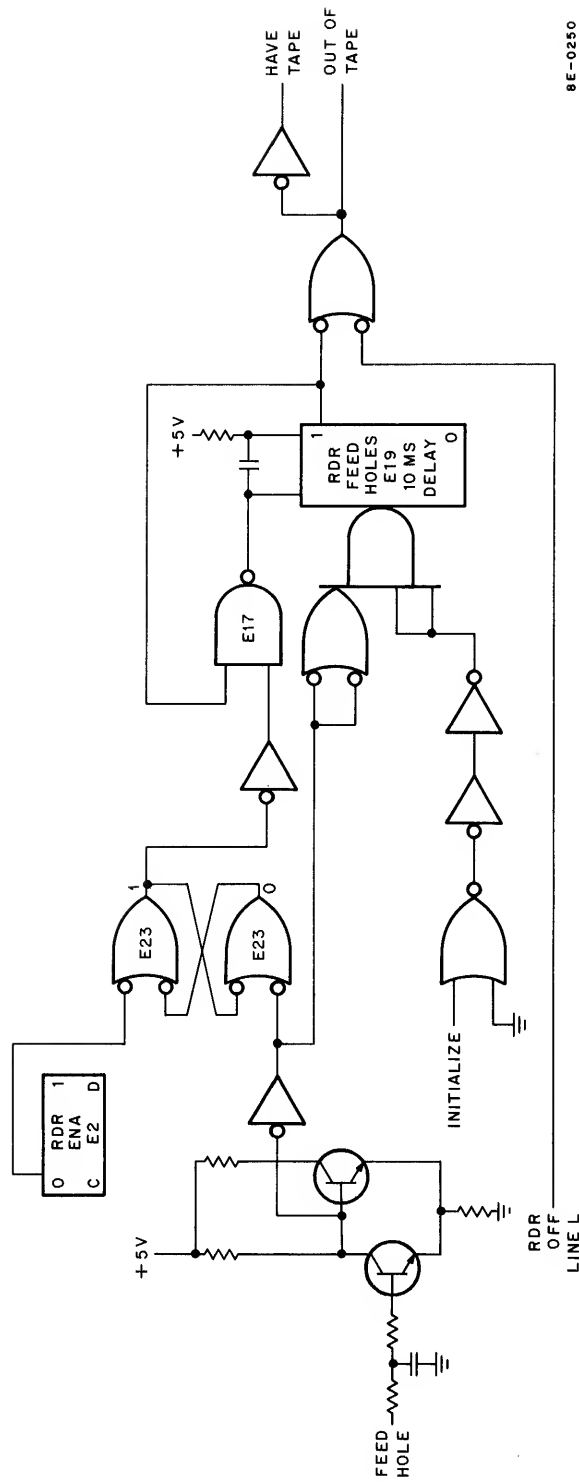 HAVE
TAPE
OUT OF
TAPE
+5V
RDR
FEED
HOLES
E19
10 MS
DELAY
1
0
E17
1
E23
0
E23
RDR
ENA
E2
0
1
C
D
+5V
FEED
HOLE
INITIALIZE
RDR
OFF
LINE L
8E-0250